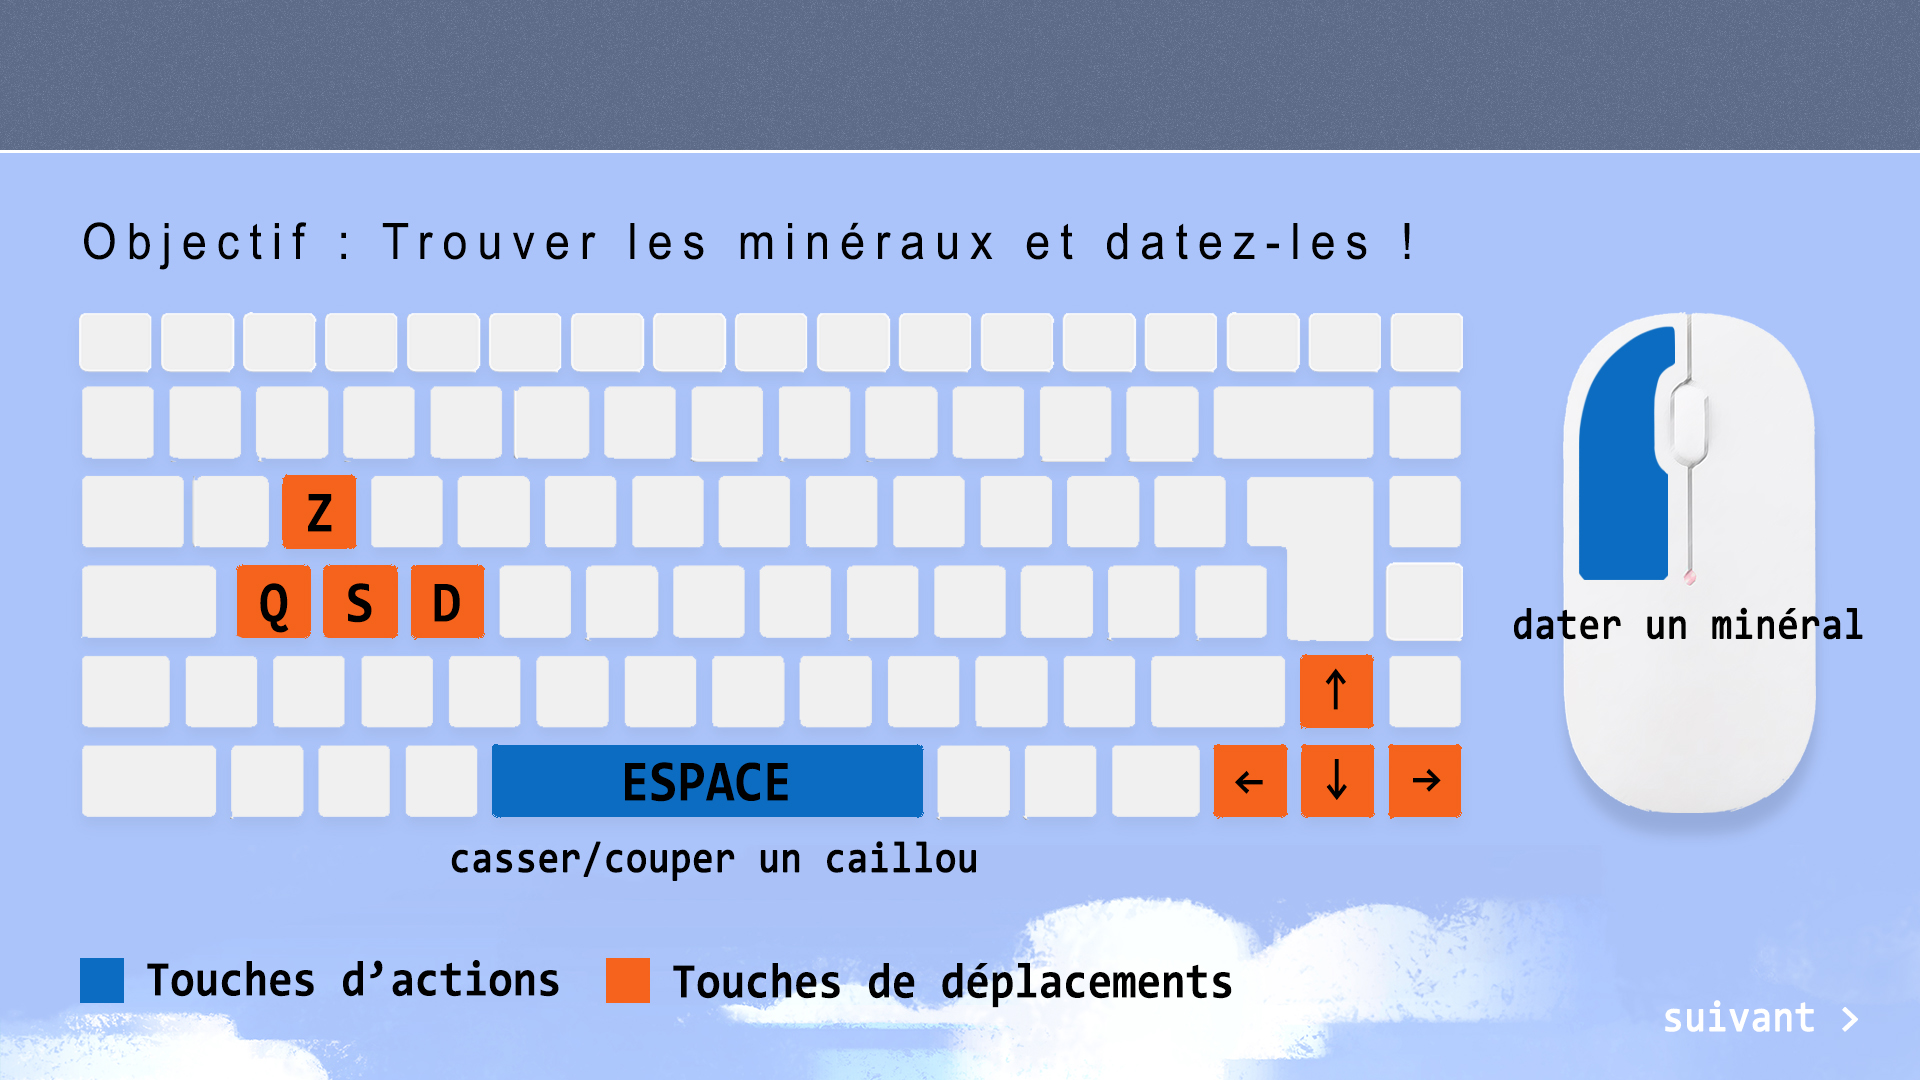 Objectif : Trouver les minéraux et datez-les !
Z
Q S D
dater un minéral
↑
ESPACE
← ↓ →
casser/couper un caillou
Touches d’actions
Touches de déplacements
suivant >